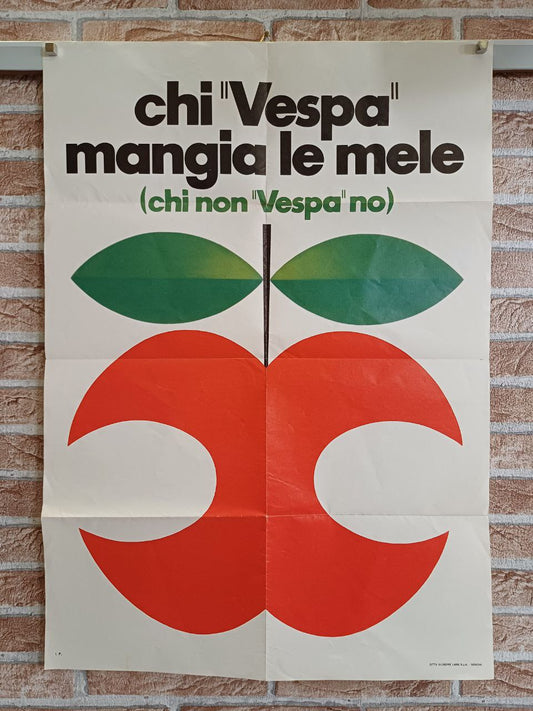 chi "Vespa"
mangia le mele
(chi non "Vespa" no)